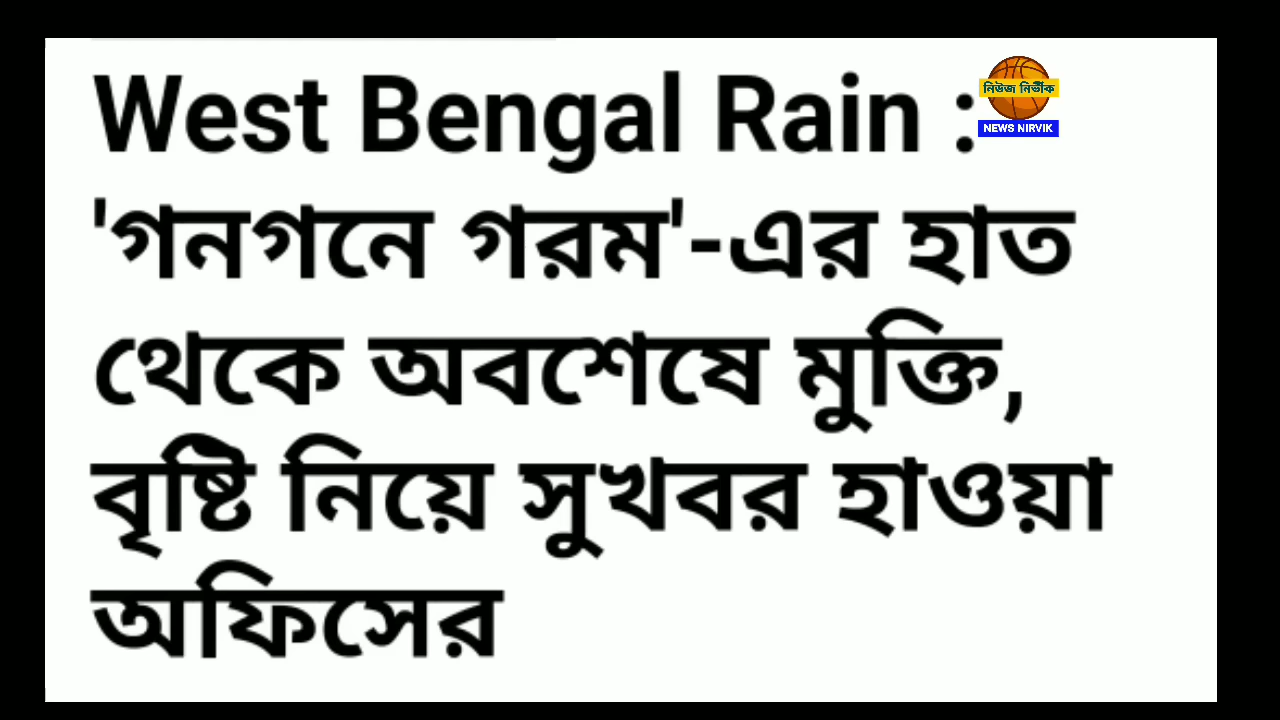 West Bengal Rain :
নিউজ নির্ভীক
NEWS NIRVIK
'গনগনে গরম'-এর হাত
থেকে অবশেষে মুক্তি,
বৃষ্টি নিয়ে সুখবর হাওয়া
অফিসের